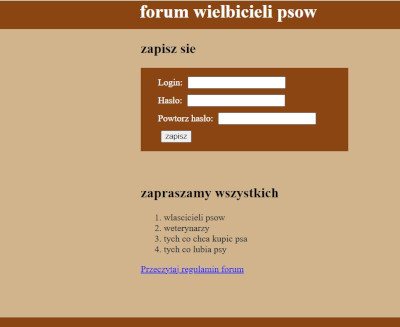 forum wielbicieli psow
zapisz sie
Login:
Hasło:
Powtorz hasło:
zapisz
zapraszamy wszystkich
1. wlascicieli psow
2. weterynarzy
3. tych co chca kupic psa
4. tych co lubia psy
Przeczytaj regulamin forum